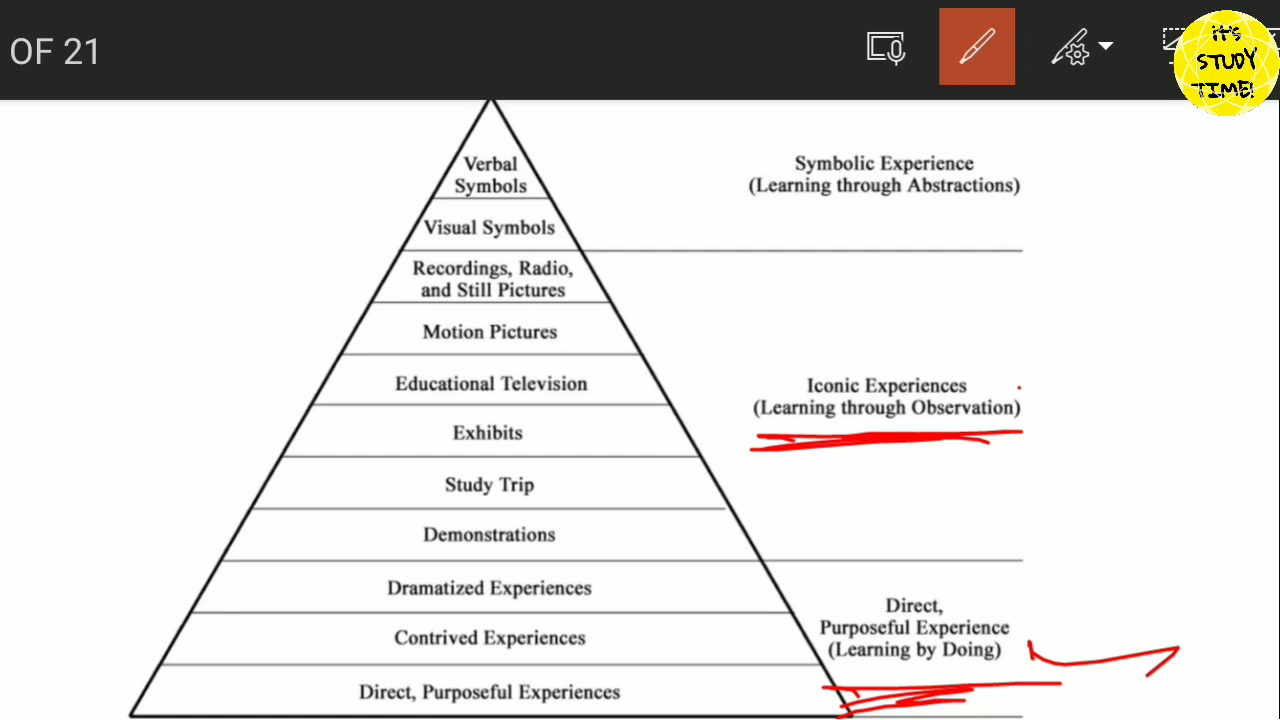 OF 21
It's
STUDY
TIME!
Verbal
Symbols
Symbolic Experience
(Learning through Abstractions)
Visual Symbols
Recordings, Radio,
and Still Pictures
Motion Pictures
Educational Television
Iconic Experiences
(Learning through Observation)
Exhibits
Study Trip
Demonstrations
Dramatized Experiences
Direct,
Purposeful Experience
(Learning by Doing)
Contrived Experiences
Direct, Purposeful Experiences